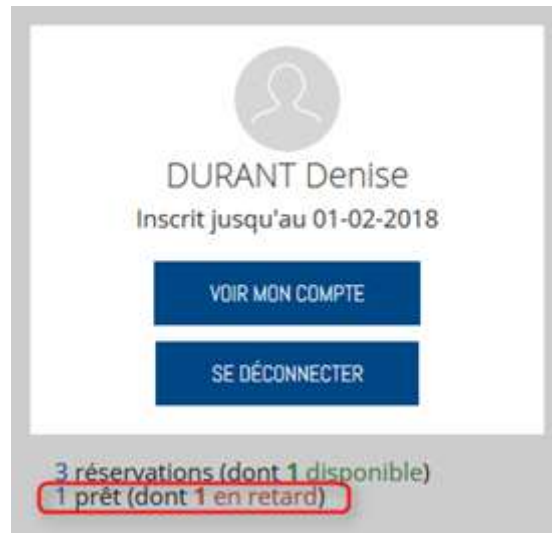 DURANT Denise
Inscrit jusqu'au 01-02-2018
VOIR MON COMPTE
SE DÉCONNECTER
3 réservations (dont 1 disponible)
1 prêt (dont 1 en retard)